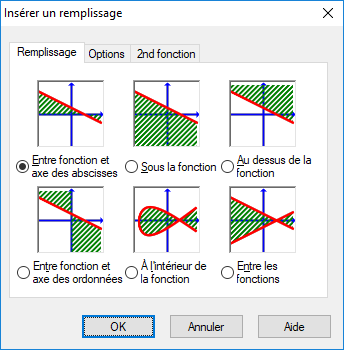 Insérer un remplissage
Remplissage
Options
2nd fonction
Entre fonction et
axe des abscisses
Sous la fonction
Au dessus de la
fonction
Entre fonction et
axe des ordonnées
À l'intérieur de
la fonction
Entre les
fonctions
OK
Annuler
Aide